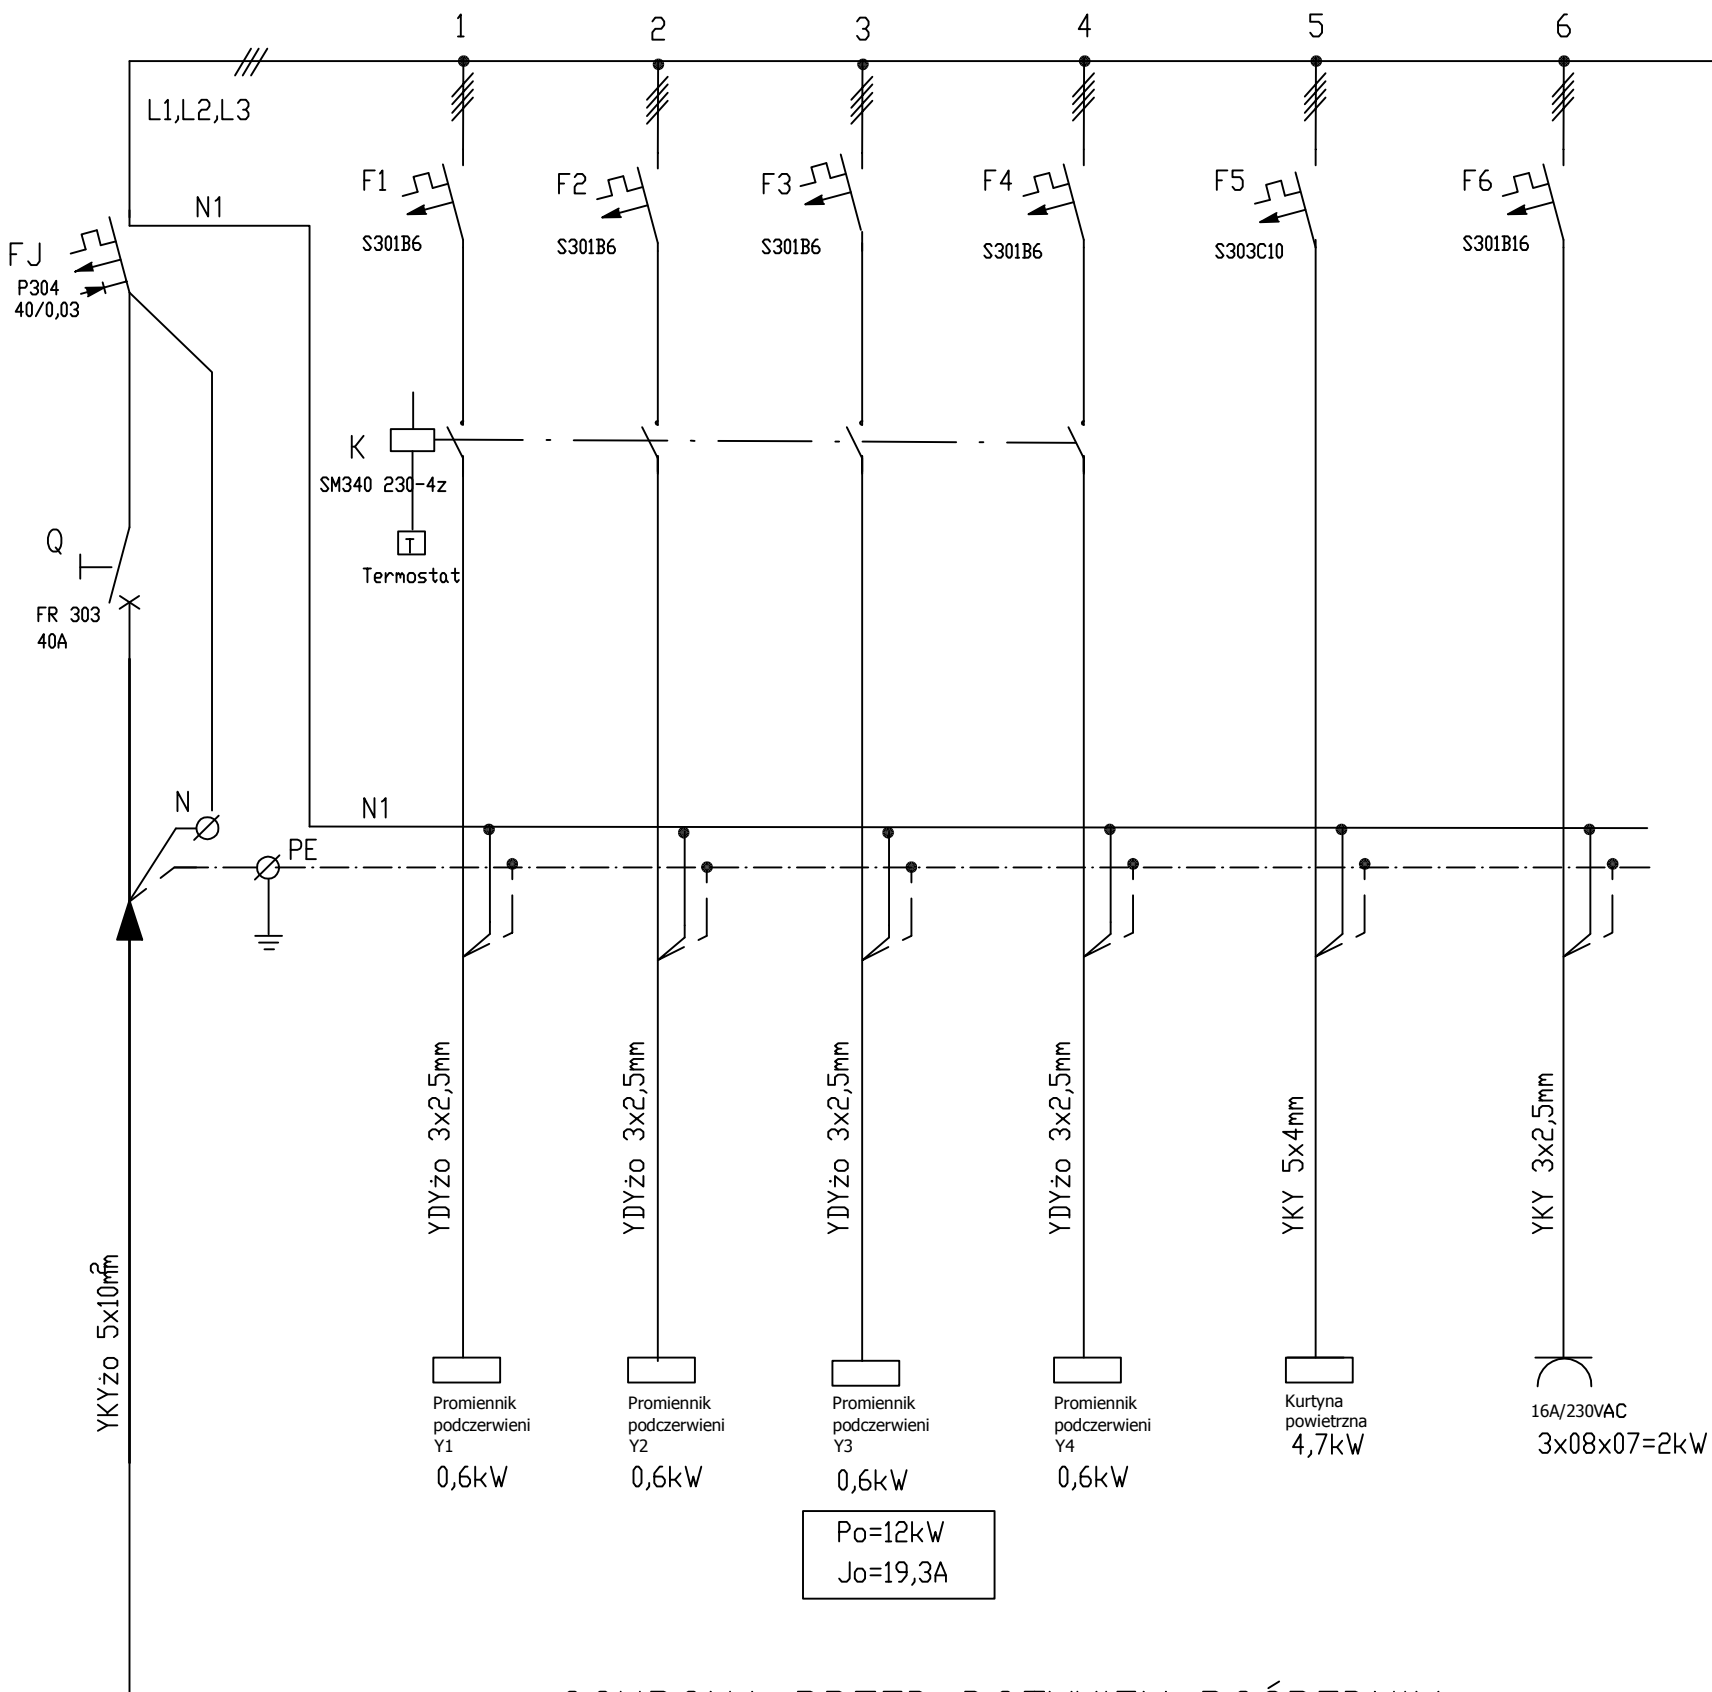 1 2 3 4 5 6
L1,L2,L3
F1 F2 F3 F4 F5 F6
S301B6 S301B6 S301B6 S301B6 S303C10 S301B16
N1
FJ
P304
40/0,03
K
SM340 230-4z
T
Termostat
Q
FR 303
40A
N
N1
PE
YKYżo 5x10mm²
YDYżo 3x2,5mm
YDYżo 3x2,5mm
YDYżo 3x2,5mm
YDYżo 3x2,5mm
YKY 5x4mm
YKY 3x2,5mm
Promiennik
podczerwieni
Y1
0,6kW
Promiennik
podczerwieni
Y2
0,6kW
Promiennik
podczerwieni
Y3
0,6kW
Promiennik
podczerwieni
Y4
0,6kW
Kurtyna
powietrzna
4,7kW
16A/230VAC
3x08x07=2kW
Po=12kW
Jo=19,3A